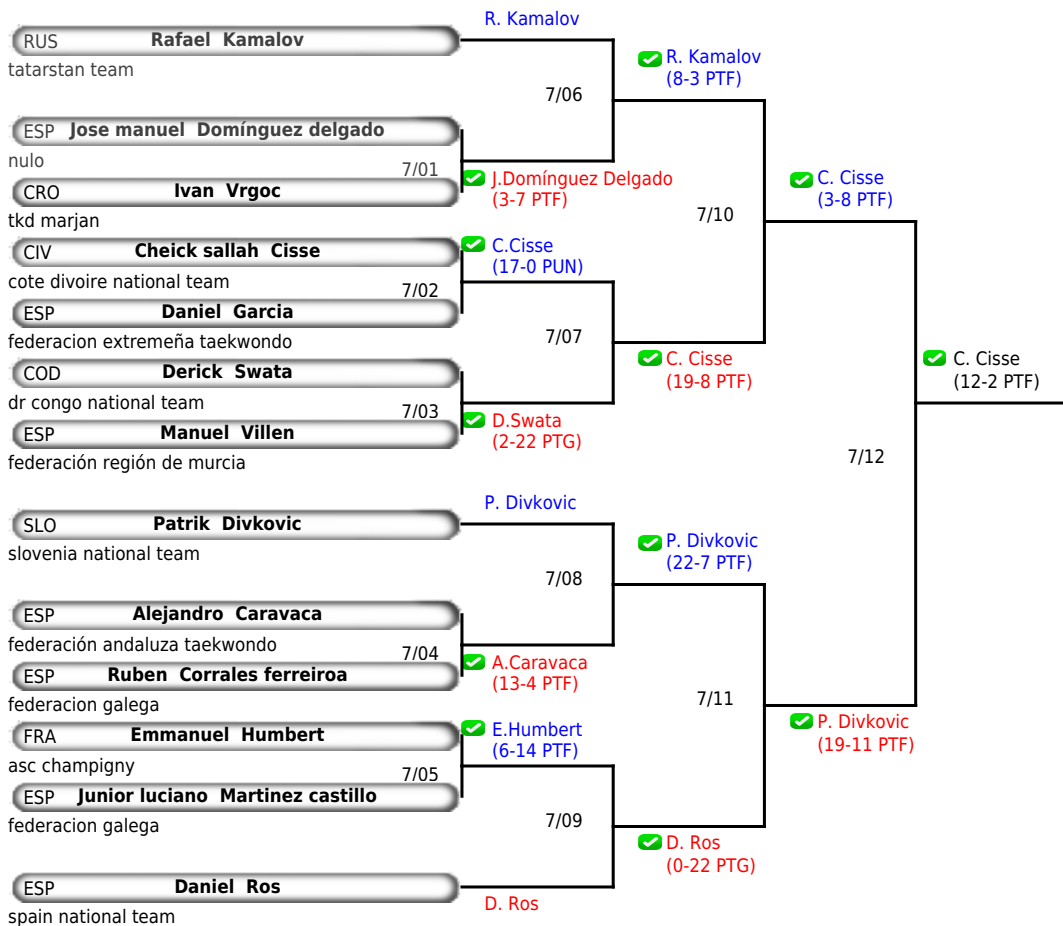 R. Kamalov
RUS Rafael Kamalov
tatarstan team
R. Kamalov
(8-3 PTF)
7/06
ESP Jose manuel Domínguez delgado
nulo
7/01
J.Domínguez Delgado
(3-7 PTF)
CRO Ivan Vrgoc
tkd marjan
C. Cisse
(3-8 PTF)
7/10
CIV Cheick sallah Cisse
cote divoire national team
C.Cisse
(17-0 PUN)
7/02
ESP Daniel Garcia
federacion extremeña taekwondo
7/07
C. Cisse
(19-8 PTF)
C. Cisse
(12-2 PTF)
COD Derick Swata
dr congo national team
7/03
D.Swata
(2-22 PTG)
ESP Manuel Villen
federación región de murcia
7/12
P. Divkovic
SLO Patrik Divkovic
slovenia national team
P. Divkovic
(22-7 PTF)
7/08
ESP Alejandro Caravaca
federación andaluza taekwondo
7/04
A.Caravaca
(13-4 PTF)
ESP Ruben Corrales ferreiroa
federacion galega
7/11
P. Divkovic
(19-11 PTF)
FRA Emmanuel Humbert
asc champigny
E.Humbert
(6-14 PTF)
7/05
ESP Junior luciano Martinez castillo
federacion galega
7/09
D. Ros
(0-22 PTG)
ESP Daniel Ros
spain national team
D. Ros